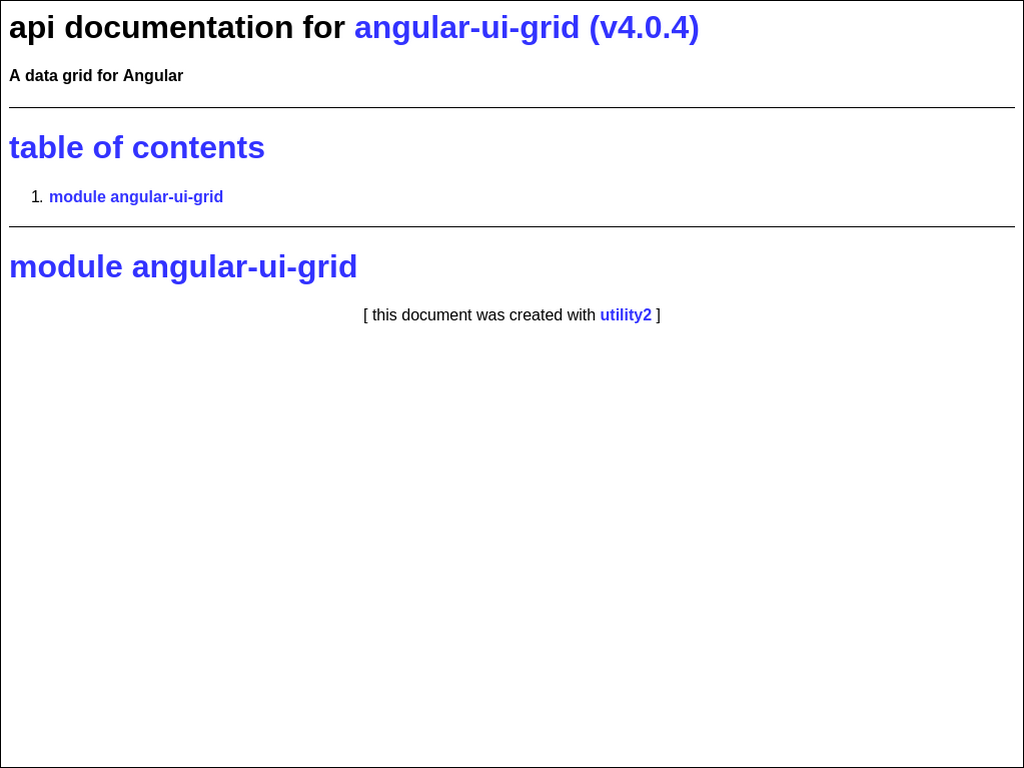 api documentation for angular-ui-grid (v4.0.4)
A data grid for Angular
table of contents
1. module angular-ui-grid
module angular-ui-grid
[ this document was created with utility2 ]